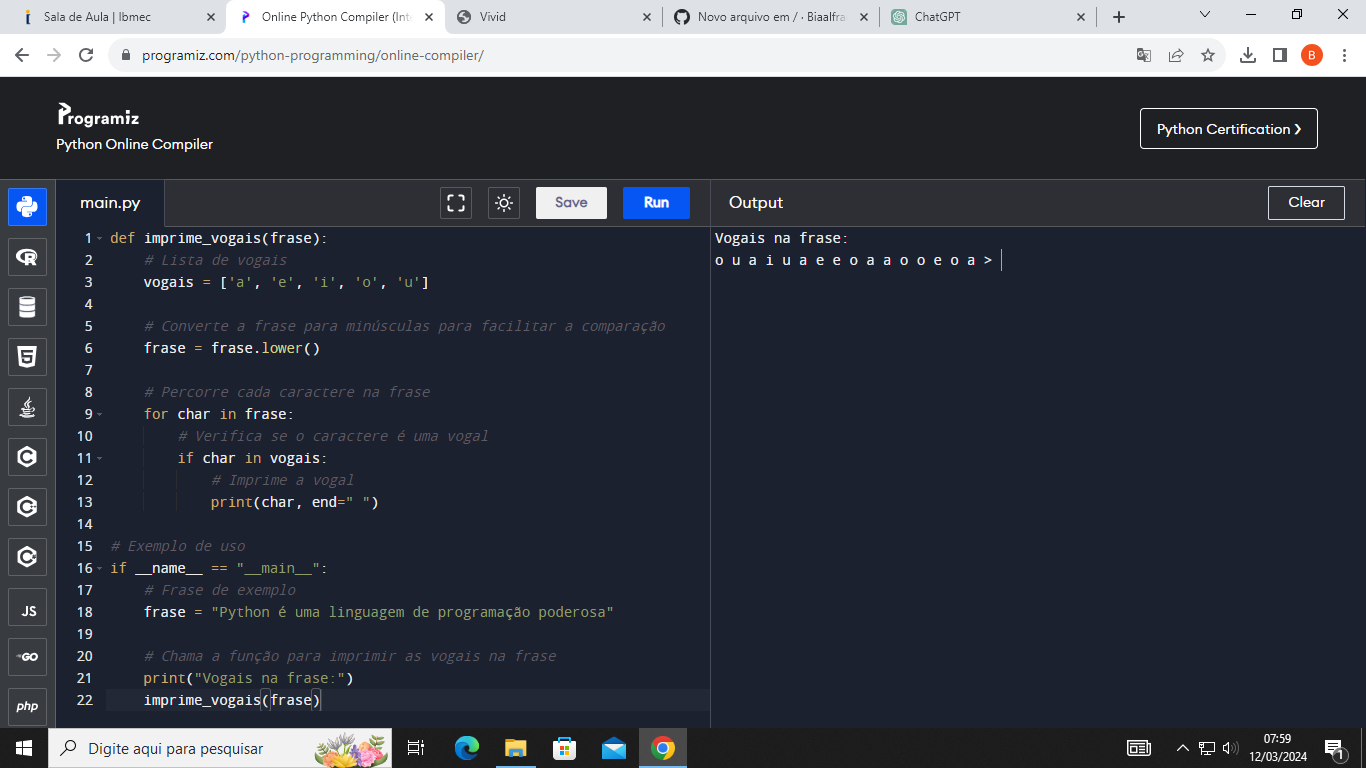 Sala de Aula | Ibmec
Online Python Compiler (Int
Vivid
Novo arquivo em / · Biaalfra
ChatGPT
programiz.com/python-programming/online-compiler/
B
Programiz
Python Online Compiler
Python Certification ❯
main.py
Save
Run
Output
Clear
1 def imprime_vogais(frase):
2 # Lista de vogais
3 vogais = ['a', 'e', 'i', 'o', 'u']
4
5 # Converte a frase para minúsculas para facilitar a comparação
6 frase = frase.lower()
7
8 # Percorre cada caractere na frase
9 for char in frase:
10 # Verifica se o caractere é uma vogal
11 if char in vogais:
12 # Imprime a vogal
13 print(char, end=" ")
14
15 # Exemplo de uso
16 if __name__ == "__main__":
17 # Frase de exemplo
18 frase = "Python é uma linguagem de programação poderosa"
19
20 # Chama a função para imprimir as vogais na frase
21 print("Vogais na frase:")
22 imprime_vogais(frase)
Vogais na frase:
o u a i u a e e o a a o o e o a >
R
5
C
C
C
JS
GO
php
Digite aqui para pesquisar
07:59
12/03/2024
1